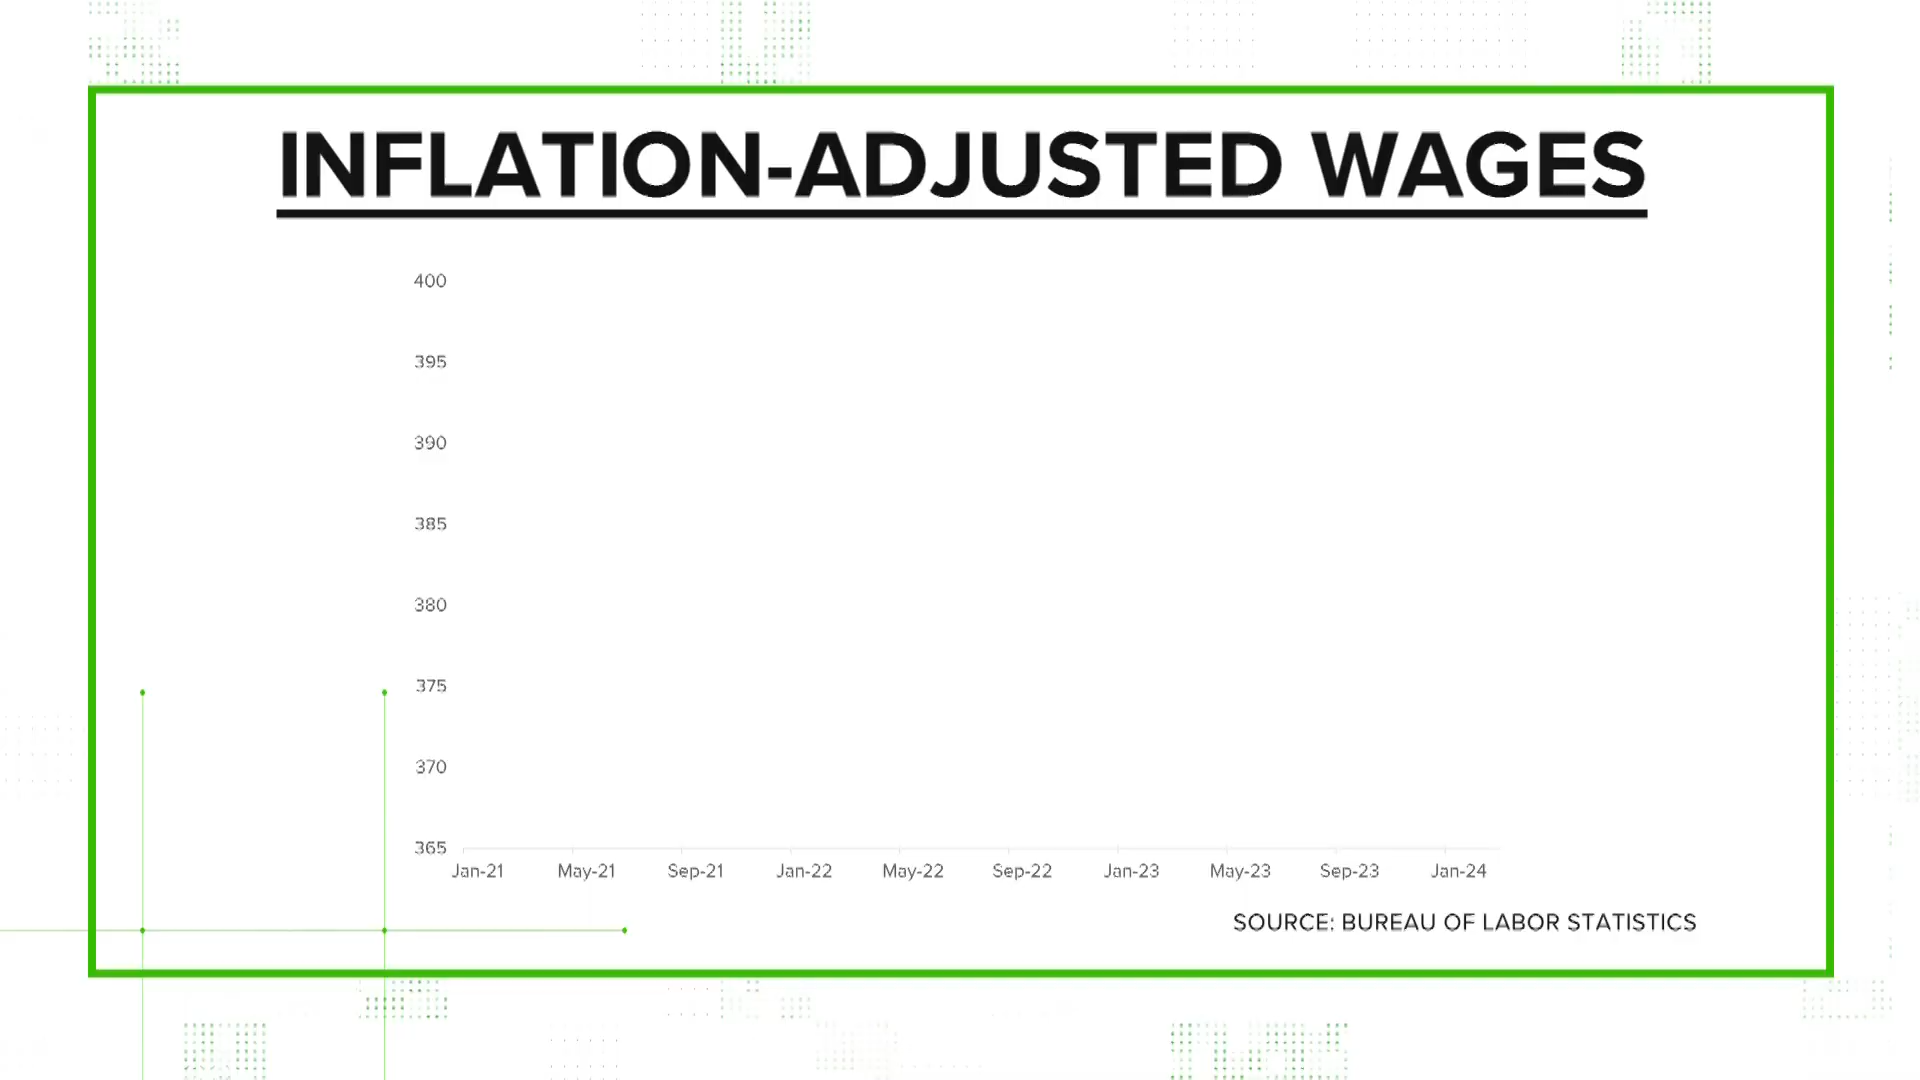 INFLATION-ADJUSTED WAGES
400
395
390
385
380
375
370
365
Jan-21 May-21 Sep-21 Jan-22 May-22 Sep-22 Jan-23 May-23 Sep-23 Jan-24
SOURCE: BUREAU OF LABOR STATISTICS